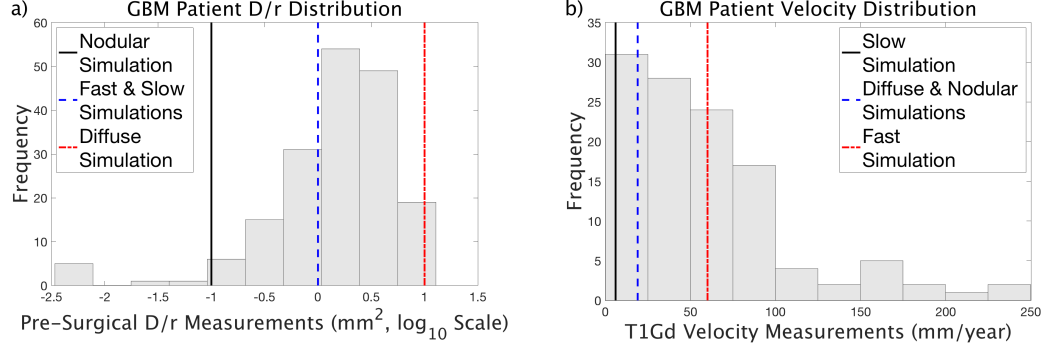 a)
GBM Patient D/r Distribution
Nodular
Simulation
Fast & Slow
Simulations
Diffuse
Simulation
Frequency
60
50
40
30
20
10
0
-2.5 -2 -1.5 -1 -0.5 0 0.5 1 1.5
Pre-Surgical D/r Measurements (mm², log₁₀ Scale)
b)
GBM Patient Velocity Distribution
Slow
Simulation
Diffuse & Nodular
Simulations
Fast
Simulation
Frequency
35
30
25
20
15
10
5
0
0 50 100 150 200 250
T1Gd Velocity Measurements (mm/year)